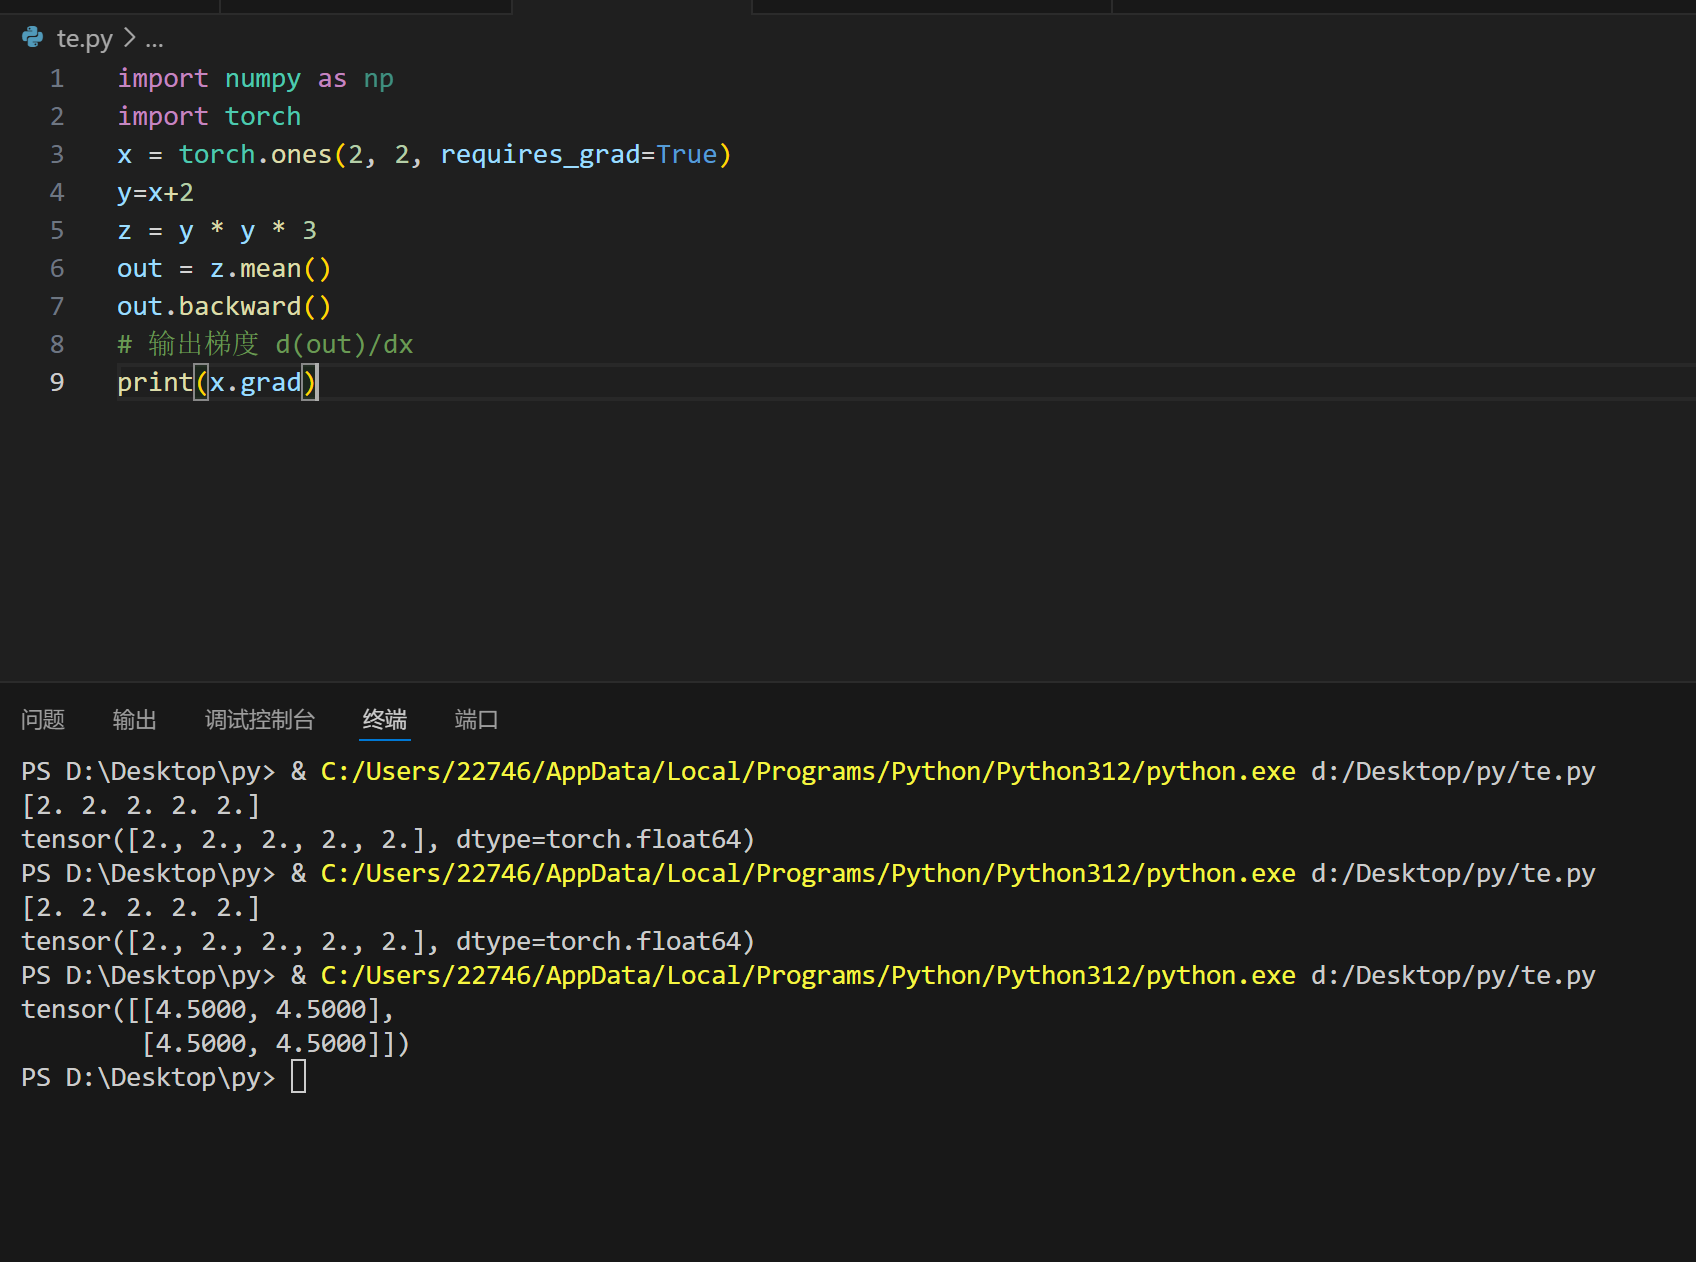 te.py > ...
1 import numpy as np
2 import torch
3 x = torch.ones(2, 2, requires_grad=True)
4 y=x+2
5 z = y * y * 3
6 out = z.mean()
7 out.backward()
8 # 输出梯度 d(out)/dx
9 print(x.grad)
问题 输出 调试控制台 终端 端口
PS D:\Desktop\py> & C:/Users/22746/AppData/Local/Programs/Python/Python312/python.exe d:/Desktop/py/te.py
[2. 2. 2. 2. 2.]
tensor([2., 2., 2., 2., 2.], dtype=torch.float64)
PS D:\Desktop\py> & C:/Users/22746/AppData/Local/Programs/Python/Python312/python.exe d:/Desktop/py/te.py
[2. 2. 2. 2. 2.]
tensor([2., 2., 2., 2., 2.], dtype=torch.float64)
PS D:\Desktop\py> & C:/Users/22746/AppData/Local/Programs/Python/Python312/python.exe d:/Desktop/py/te.py
tensor([[4.5000, 4.5000],
        [4.5000, 4.5000]])
PS D:\Desktop\py>